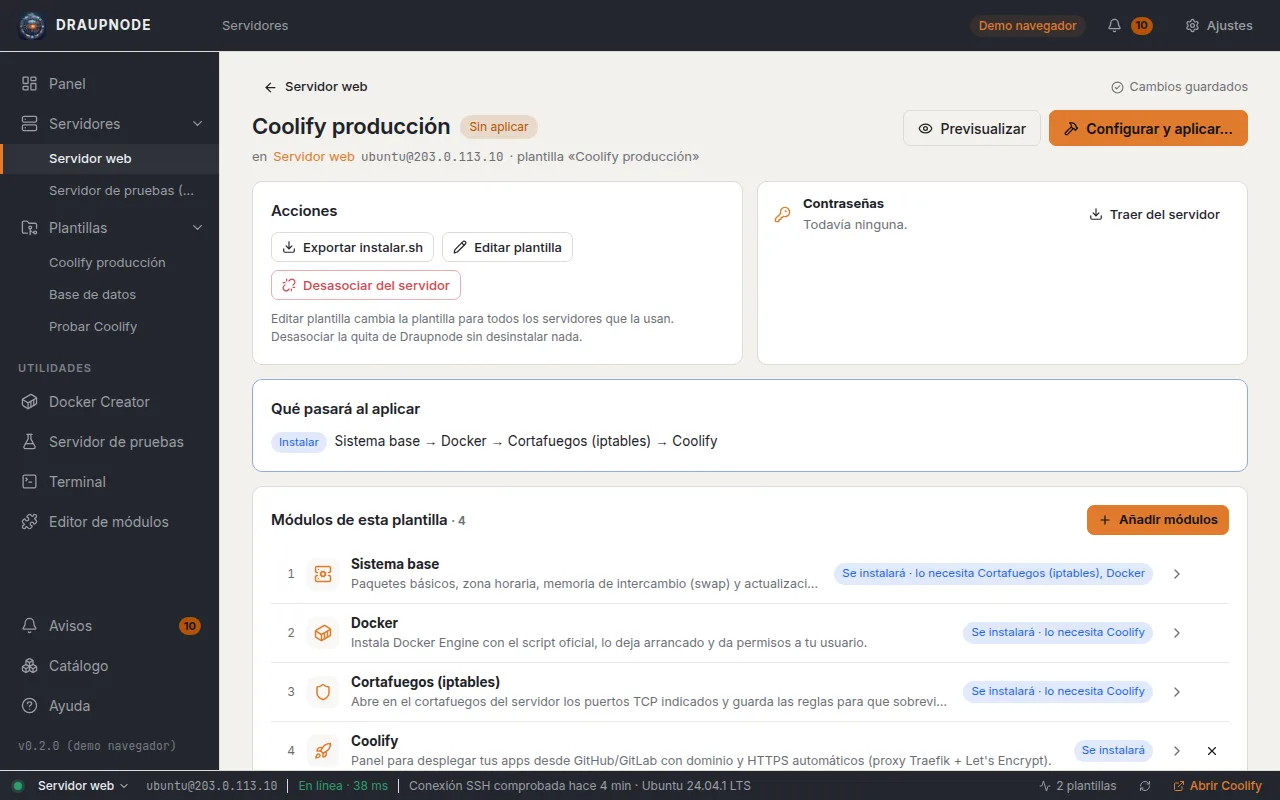 DRAUPNODE
Servidores
Demo navegador
10
Ajustes
Panel
Servidores
Servidor web
Servidor de pruebas (...
Plantillas
Coolify producción
Base de datos
Probar Coolify
UTILIDADES
Docker Creator
Servidor de pruebas
Terminal
Editor de módulos
Avisos
10
Catálogo
Ayuda
v0.2.0 (demo navegador)
← Servidor web
Cambios guardados
Coolify producción
Sin aplicar
Previsualizar
Configurar y aplicar...
en Servidor web ubuntu@203.0.113.10 · plantilla «Coolify producción»
Acciones
Exportar instalar.sh
Editar plantilla
Desasociar del servidor
Editar plantilla cambia la plantilla para todos los servidores que la usan.
Desasociar la quita de Draupnode sin desinstalar nada.
Contraseñas
Todavía ninguna.
Traer del servidor
Qué pasará al aplicar
Instalar Sistema base → Docker → Cortafuegos (iptables) → Coolify
Módulos de esta plantilla · 4
+ Añadir módulos
1
Sistema base
Paquetes básicos, zona horaria, memoria de intercambio (swap) y actualizaci...
Se instalará · lo necesita Cortafuegos (iptables), Docker
2
Docker
Instala Docker Engine con el script oficial, lo deja arrancado y da permisos a tu usuario.
Se instalará · lo necesita Coolify
3
Cortafuegos (iptables)
Abre en el cortafuegos del servidor los puertos TCP indicados y guarda las reglas para que sobrevi...
Se instalará · lo necesita Coolify
4
Coolify
Panel para desplegar tus apps desde GitHub/GitLab con dominio y HTTPS automáticos (proxy Traefik + Let's Encrypt).
Se instalará
Servidor web
ubuntu@203.0.113.10
En línea · 38 ms
Conexión SSH comprobada hace 4 min · Ubuntu 24.04.1 LTS
2 plantillas
Abrir Coolify